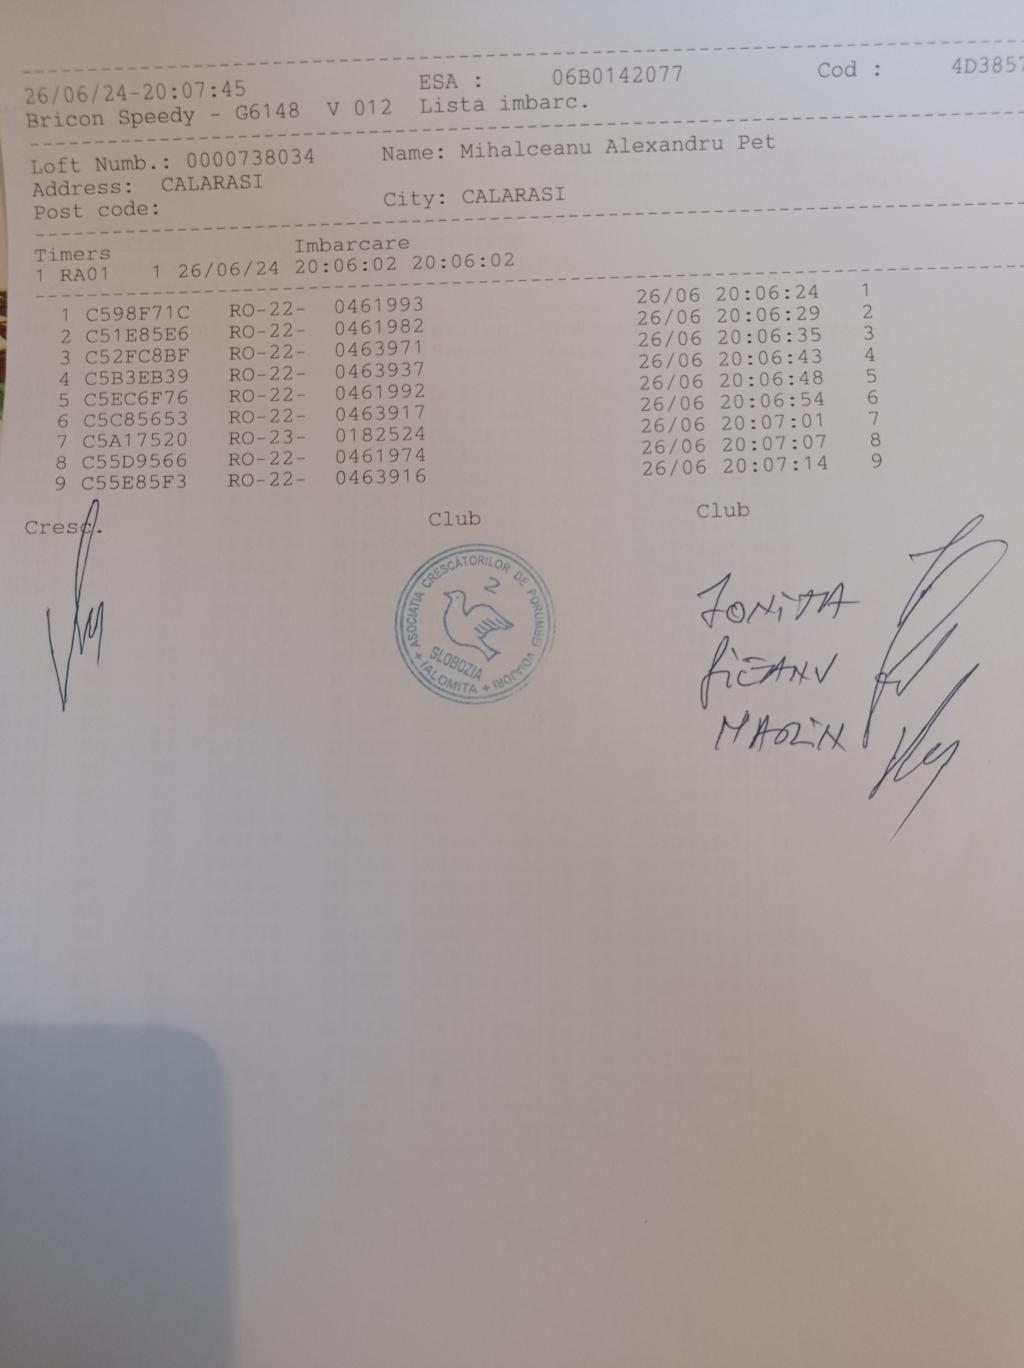 26/06/24-20:07:45 ESA : 06B0142077 Cod : 4D3857
Bricon Speedy - G6148 V 012 Lista imbarc.
Loft Numb.: 0000738034 Name: Mihalceanu Alexandru Pet
Address: CALARASI
Post code: City: CALARASI
Timers Imbarcare
1 RA01 1 26/06/24 20:06:02 20:06:02
1 C598F71C RO-22- 0461993 26/06 20:06:24 1
2 C51E85E6 RO-22- 0461982 26/06 20:06:29 2
3 C52FC8BF RO-22- 0463971 26/06 20:06:35 3
4 C5B3EB39 RO-22- 0463937 26/06 20:06:43 4
5 C5EC6F76 RO-22- 0461992 26/06 20:06:48 5
6 C5C85653 RO-22- 0463917 26/06 20:06:54 6
7 C5A17520 RO-23- 0182524 26/06 20:07:01 7
8 C55D9566 RO-22- 0461974 26/06 20:07:07 8
9 C55E85F3 RO-22- 0463916 26/06 20:07:14 9
Cresc. Club Club
ASOCIATIA CRESCĂTORILOR DE PORUMBEI VOIAJORI
2
SLOBOZIA
IALOMITA
IONITA
MARIN